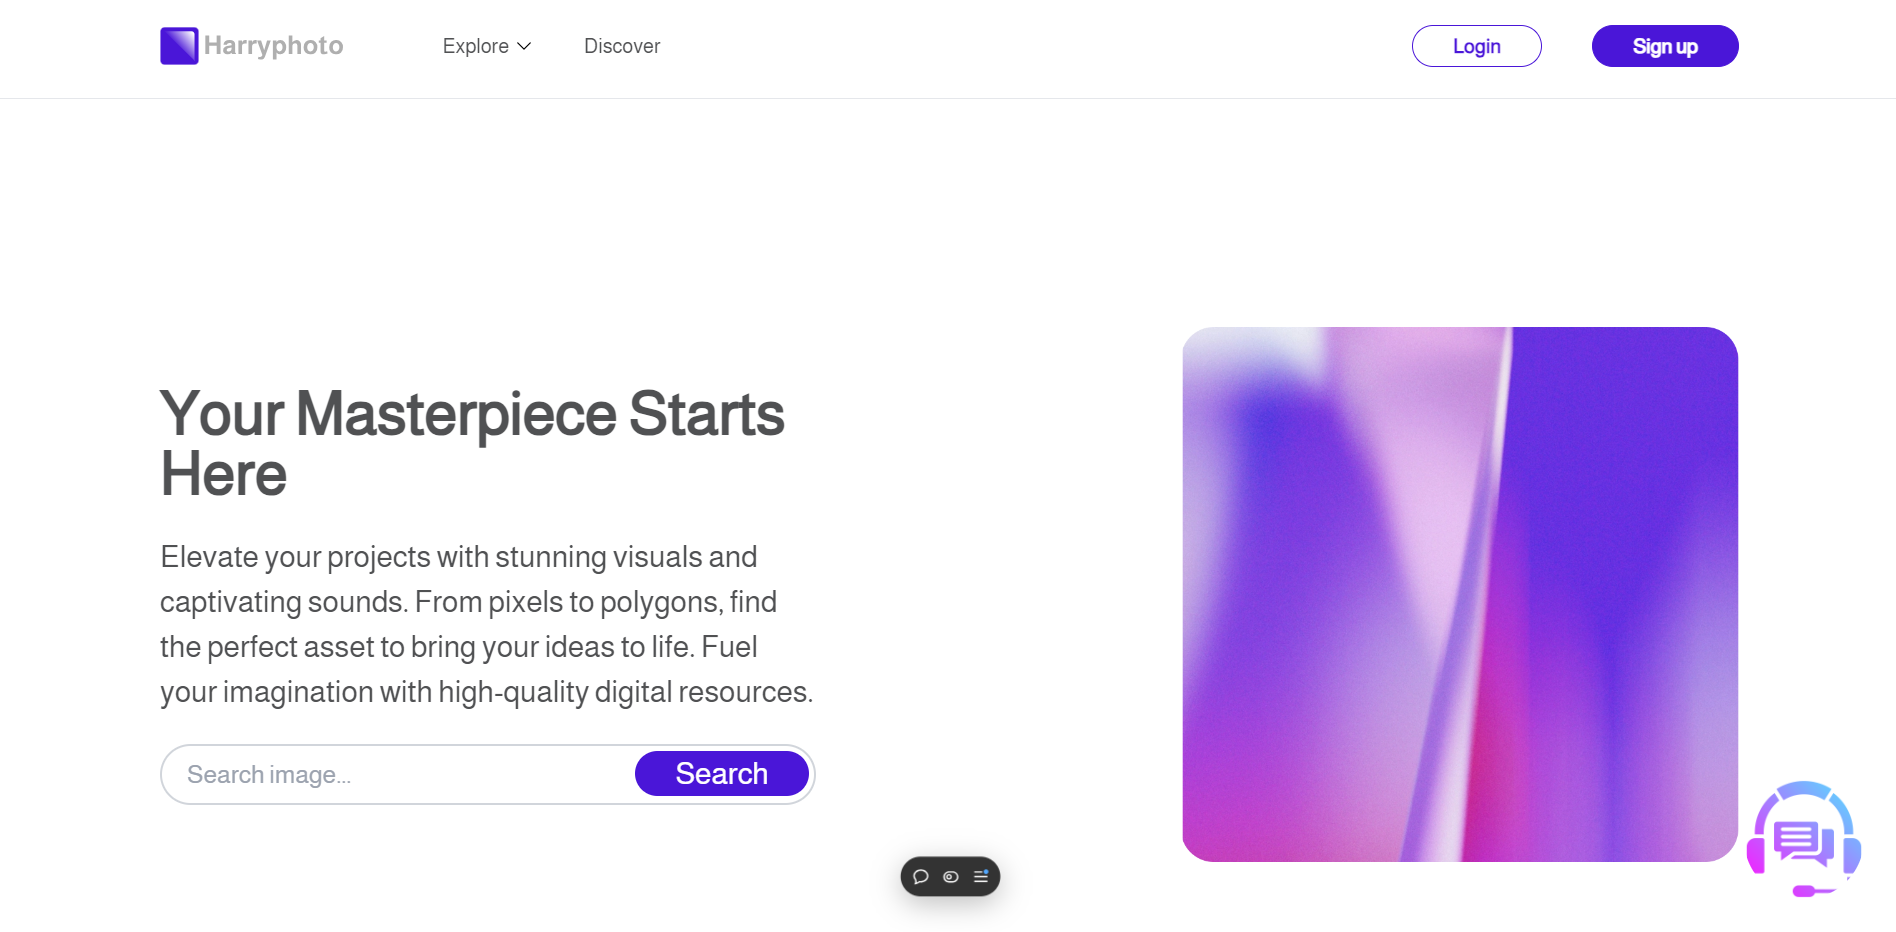 Harryphoto
Explore
Discover
Login
Sign up
Your Masterpiece Starts
Here
Elevate your projects with stunning visuals and
captivating sounds. From pixels to polygons, find
the perfect asset to bring your ideas to life. Fuel
your imagination with high-quality digital resources.
Search image...
Search